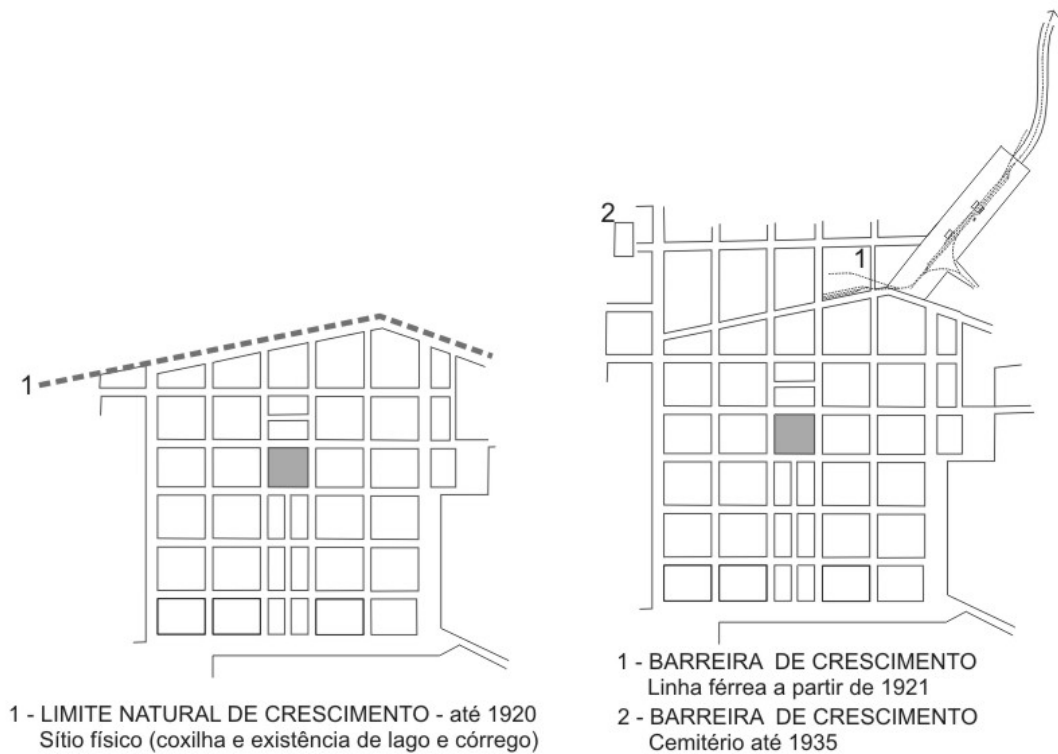 1
1 - LIMITE NATURAL DE CRESCIMENTO - até 1920
Sítio físico (coxilha e existência de lago e córrego)
2
1
1 - BARREIRA DE CRESCIMENTO
Linha férrea a partir de 1921
2 - BARREIRA DE CRESCIMENTO
Cemitério até 1935